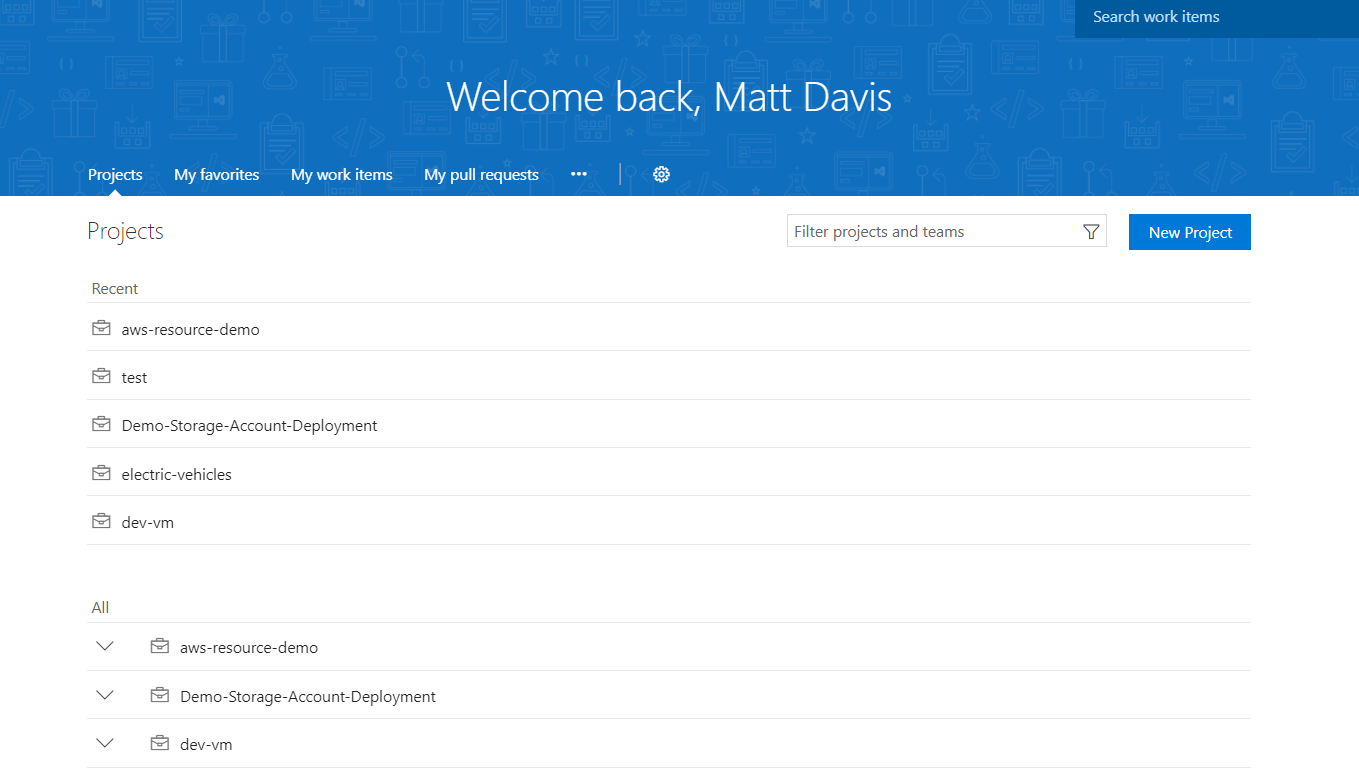 Search work items
Welcome back, Matt Davis
Projects My favorites My work items My pull requests ...
Projects
Filter projects and teams
New Project
Recent
aws-resource-demo
test
Demo-Storage-Account-Deployment
electric-vehicles
dev-vm
All
aws-resource-demo
Demo-Storage-Account-Deployment
dev-vm